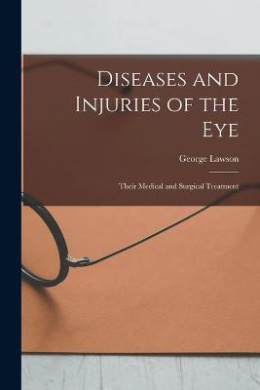 Diseases and
Injuries of the
Eye
George Lawson
Their Medical and Surgical Treatment